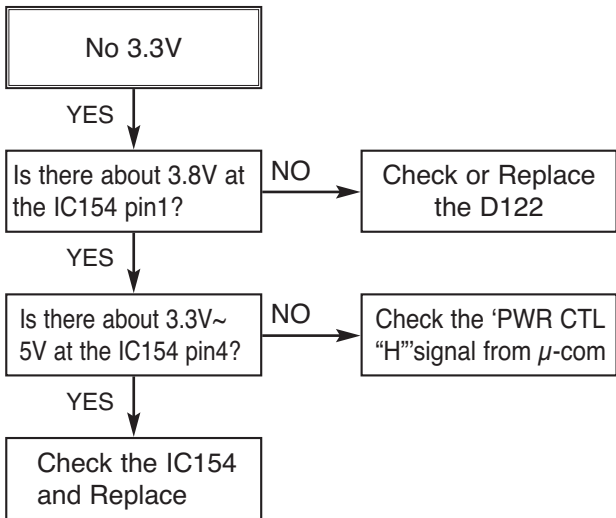 No 3.3V
YES
Is there about 3.8V at
the IC154 pin1?
NO
Check or Replace
the D122
YES
Is there about 3.3V~
5V at the IC154 pin4?
NO
Check the ‘PWR CTL
“H”’signal from µ-com
YES
Check the IC154
and Replace